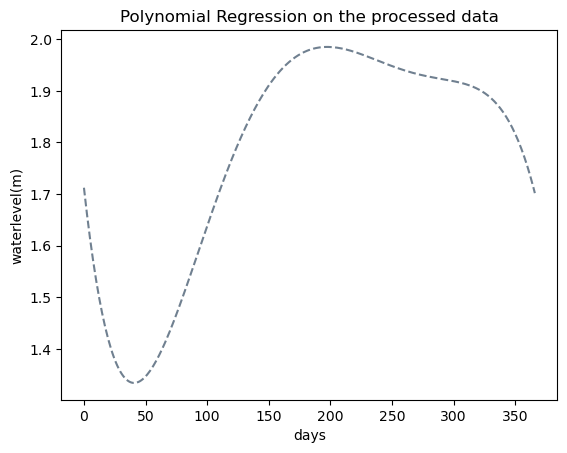 Polynomial Regression on the processed data
waterlevel(m)
2.0
1.9
1.8
1.7
1.6
1.5
1.4
0 50 100 150 200 250 300 350
days